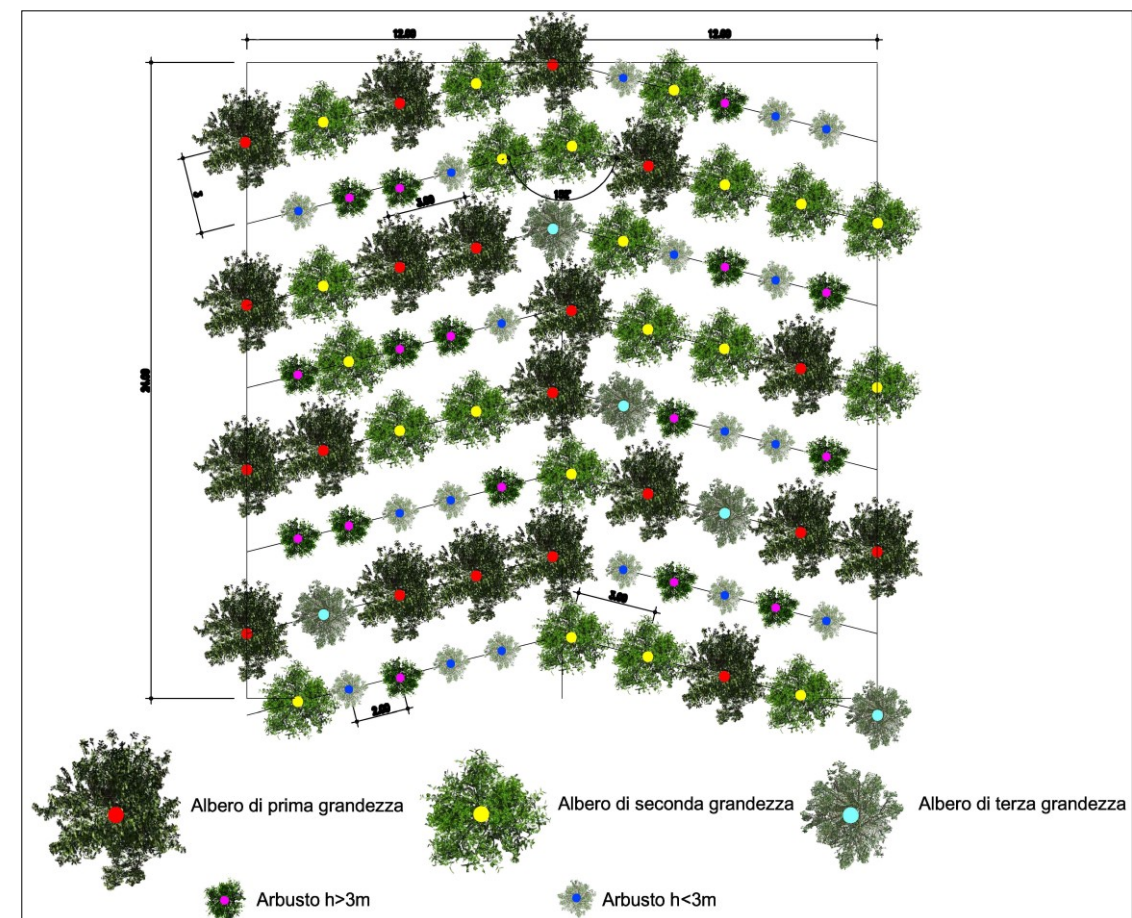 12.00 12.00
3.00
24.00
3.00
2.00
Albero di prima grandezza Albero di seconda grandezza Albero di terza grandezza
Arbusto h>3m Arbusto h<3m